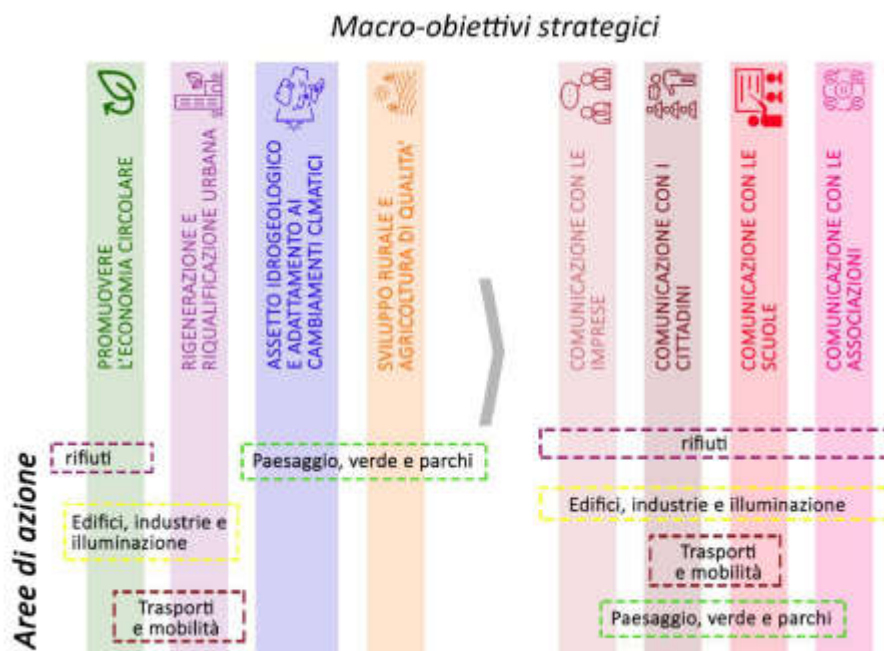 Macro-obiettivi strategici
PROMUOVERE
L'ECONOMIA CIRCOLARE
RIGENERAZIONE E
RIQUALIFICAZIONE URBANA
ASSETTO IDROGEOLOGICO
E ADATTAMENTO AI
CAMBIAMENTI CLMATICI
SVILUPPO RURALE E
AGRICOLTURA DI QUALITA'
COMUNICAZIONE CON LE
IMPRESE
COMUNICAZIONE CON I
CITTADINI
COMUNICAZIONE CON LE
SCUOLE
COMUNICAZIONE CON LE
ASSOCIAZIONI
Aree di azione
rifiuti
Paesaggio, verde e parchi
Edifici, industrie e
illuminazione
Trasporti
e mobilità
rifiuti
Edifici, industrie e illuminazione
Trasporti
e mobilità
Paesaggio, verde e parchi